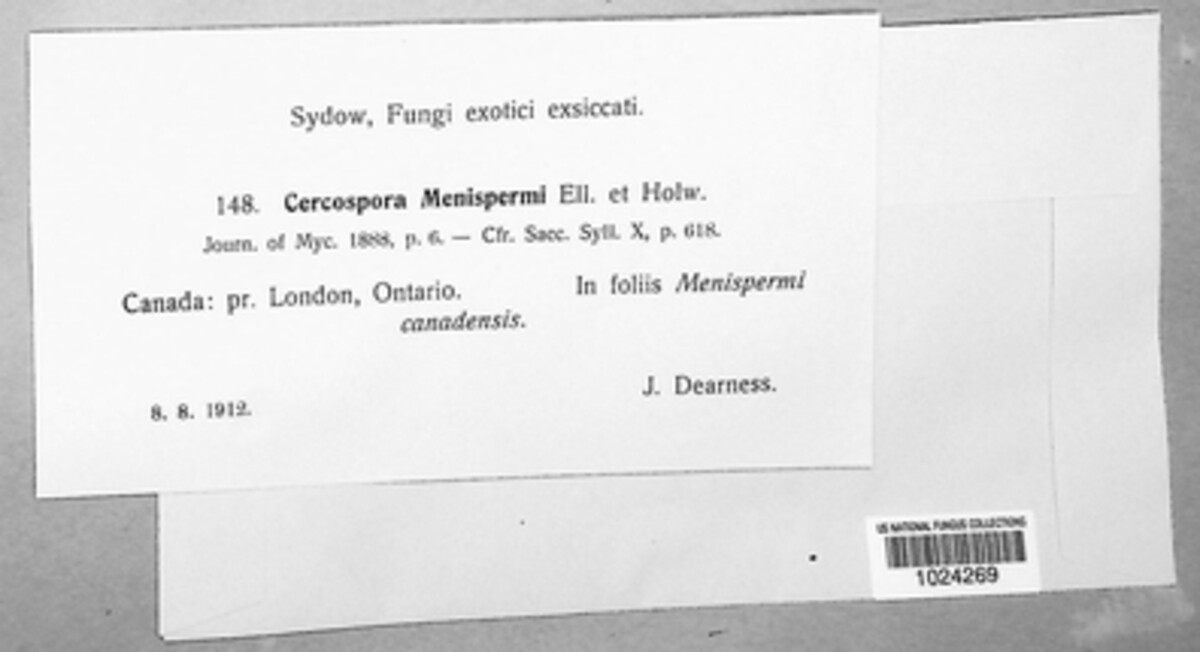 Sydow, Fungi exotici exsiccati.
148. Cercospora Menispermi Ell. et Holw.
Journ. of Myc. 1888, p. 6. — Cfr. Sacc. Syll. X, p. 618.
Canada: pr. London, Ontario. In foliis Menispermi
canadensis.
J. Dearness.
8. 8. 1912.
US NATIONAL FUNGUS COLLECTIONS
1024269